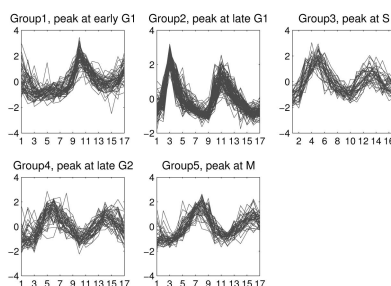 Group1, peak at early G1
Group2, peak at late G1
Group3, peak at S
4
2
0
−2
−4
1 3 5 7 9 11 13 15 17
4
2
0
−2
1 3 5 7 9 11 13 15 17
4
2
0
−2
−4
2 4 6 8 10 12 14 16
Group4, peak at late G2
Group5, peak at M
4
2
0
−2
−4
1 3 5 7 9 11 13 15 17
4
2
0
−2
−4
1 3 5 7 9 11 13 15 17